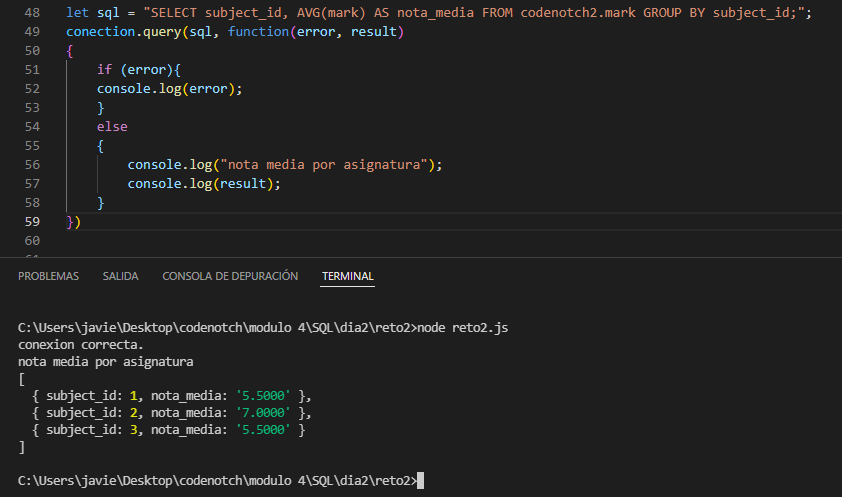 48 let sql = "SELECT subject_id, AVG(mark) AS nota_media FROM codenotch2.mark GROUP BY subject_id;";
49 conection.query(sql, function(error, result)
50 {
51 if (error){
52 console.log(error);
53 }
54 else
55 {
56 console.log("nota media por asignatura");
57 console.log(result);
58 }
59 })
60
PROBLEMAS SALIDA CONSOLA DE DEPURACIÓN TERMINAL
C:\Users\javie\Desktop\codenotch\modulo 4\SQL\dia2\reto2>node reto2.js
conexion correcta.
nota media por asignatura
[
{ subject_id: 1, nota_media: '5.5000' },
{ subject_id: 2, nota_media: '7.0000' },
{ subject_id: 3, nota_media: '5.5000' }
]
C:\Users\javie\Desktop\codenotch\modulo 4\SQL\dia2\reto2>